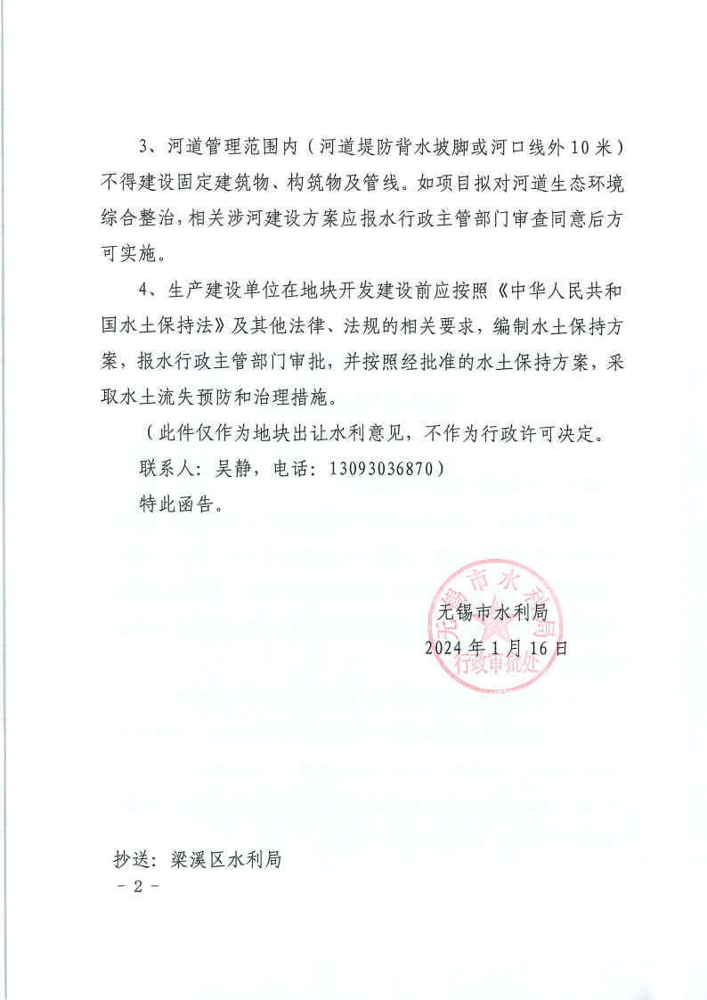 3、河道管理范围内（河道堤防背水坡脚或河口线外10米）
不得建设固定建筑物、构筑物及管线。如项目拟对河道生态环境
综合整治，相关涉河建设方案应报水行政主管部门审查同意后方
可实施。
4、生产建设单位在地块开发建设前应按照《中华人民共和
国水土保持法》及其他法律、法规的相关要求，编制水土保持方
案，报水行政主管部门审批，并按照经批准的水土保持方案，采
取水土流失预防和治理措施。
（此件仅作为地块出让水利意见，不作为行政许可决定。
联系人：吴静，电话：13093036870）
特此函告。
无锡市水利局
无锡市水利局
2024年1月16日
行政审批处
抄送：梁溪区水利局
- 2 -